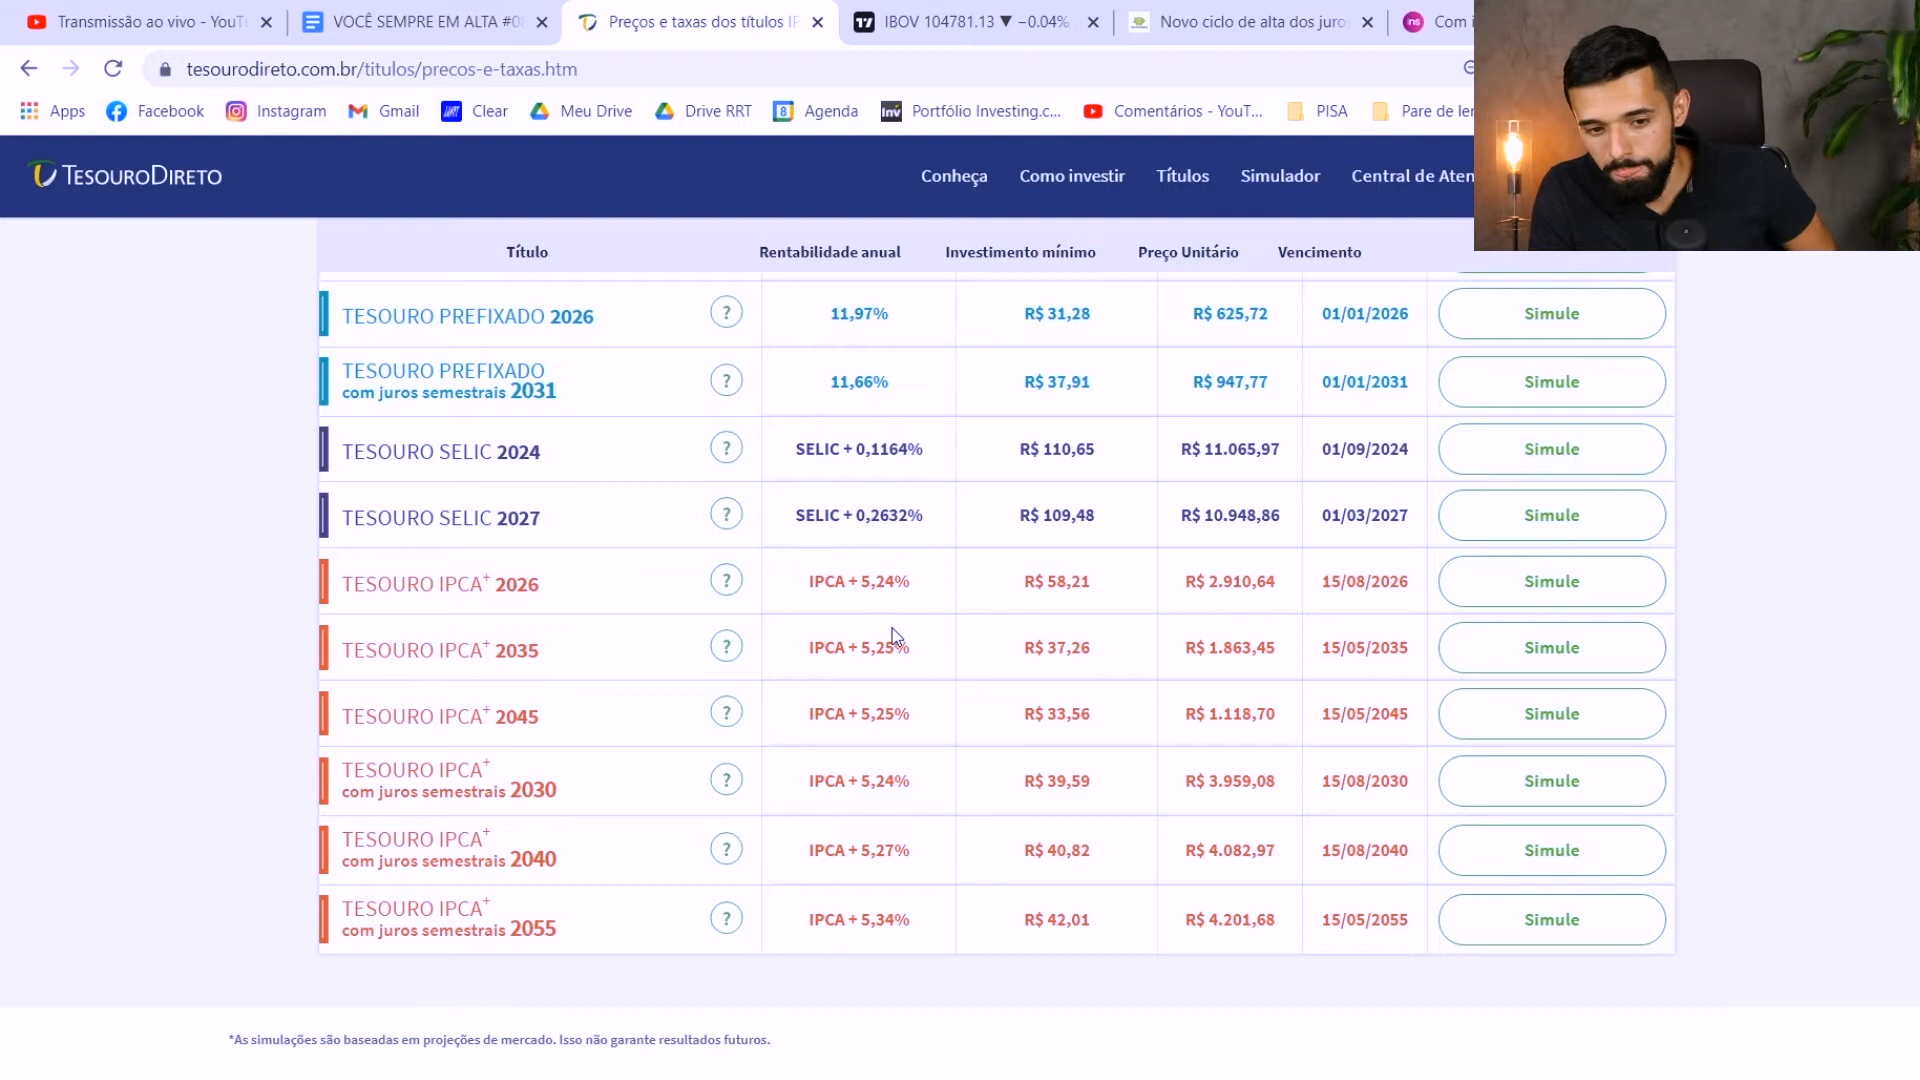 Transmissão ao vivo - YouTu
VOCÊ SEMPRE EM ALTA #08
Preços e taxas dos títulos IP
IBOV 104781.13 ▼ −0.04%
Novo ciclo de alta dos juros
Com i
tesourodireto.com.br/titulos/precos-e-taxas.htm
Apps
Facebook
Instagram
Gmail
Clear
Meu Drive
Drive RRT
Agenda
Portfólio Investing.c...
Comentários - YouT...
PISA
Pare de ler
TESOURODIRETO
Conheça
Como investir
Títulos
Simulador
Central de Aten
Título Rentabilidade anual Investimento mínimo Preço Unitário Vencimento
TESOURO PREFIXADO 2026 ? 11,97% R$ 31,28 R$ 625,72 01/01/2026 Simule
TESOURO PREFIXADO
com juros semestrais 2031 ? 11,66% R$ 37,91 R$ 947,77 01/01/2031 Simule
TESOURO SELIC 2024 ? SELIC + 0,1164% R$ 110,65 R$ 11.065,97 01/09/2024 Simule
TESOURO SELIC 2027 ? SELIC + 0,2632% R$ 109,48 R$ 10.948,86 01/03/2027 Simule
TESOURO IPCA+ 2026 ? IPCA + 5,24% R$ 58,21 R$ 2.910,64 15/08/2026 Simule
TESOURO IPCA+ 2035 ? IPCA + 5,25% R$ 37,26 R$ 1.863,45 15/05/2035 Simule
TESOURO IPCA+ 2045 ? IPCA + 5,25% R$ 33,56 R$ 1.118,70 15/05/2045 Simule
TESOURO IPCA+
com juros semestrais 2030 ? IPCA + 5,24% R$ 39,59 R$ 3.959,08 15/08/2030 Simule
TESOURO IPCA+
com juros semestrais 2040 ? IPCA + 5,27% R$ 40,82 R$ 4.082,97 15/08/2040 Simule
TESOURO IPCA+
com juros semestrais 2055 ? IPCA + 5,34% R$ 42,01 R$ 4.201,68 15/05/2055 Simule
*As simulações são baseadas em projeções de mercado. Isso não garante resultados futuros.